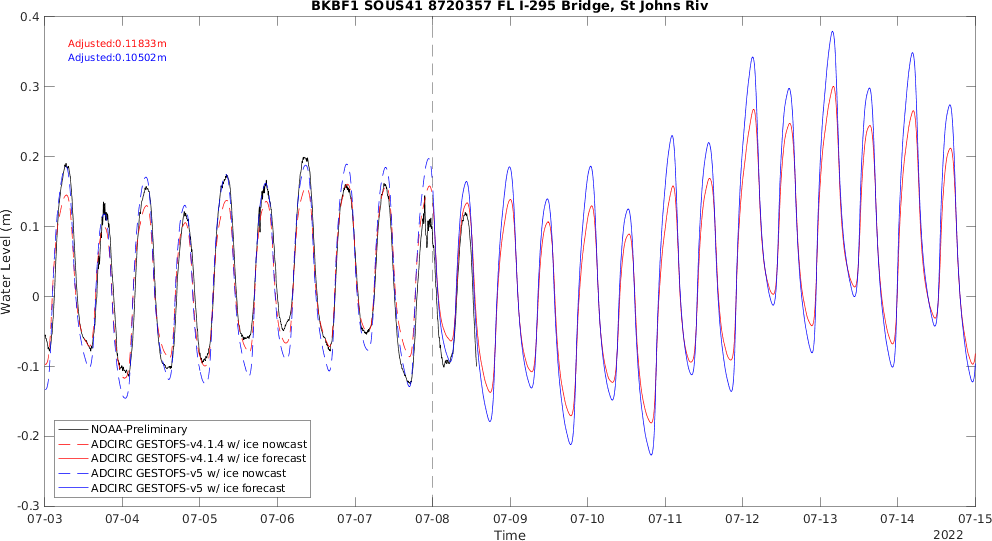 BKBF1 SOUS41 8720357 FL I-295 Bridge, St Johns Riv
Adjusted:0.11833m
Adjusted:0.10502m
0.4
0.3
0.2
0.1
0
-0.1
-0.2
-0.3
Water Level (m)
NOAA-Preliminary
ADCIRC GESTOFS-v4.1.4 w/ ice nowcast
ADCIRC GESTOFS-v4.1.4 w/ ice forecast
ADCIRC GESTOFS-v5 w/ ice nowcast
ADCIRC GESTOFS-v5 w/ ice forecast
07-03 07-04 07-05 07-06 07-07 07-08 07-09 07-10 07-11 07-12 07-13 07-14 07-15
Time
2022